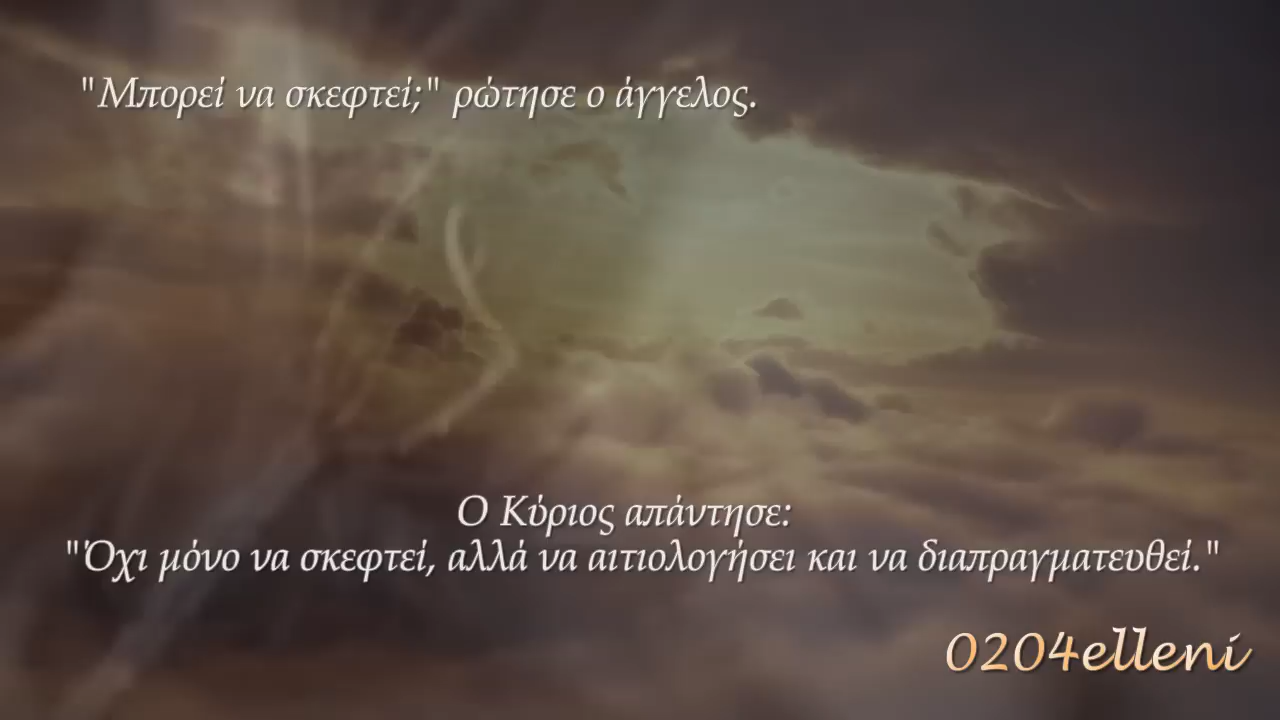 "Μπορεί να σκεφτεί;" ρώτησε ο άγγελος.
Ο Κύριος απάντησε:
"Όχι μόνο να σκεφτεί, αλλά να αιτιολογήσει και να διαπραγματευθεί."
0204elleni